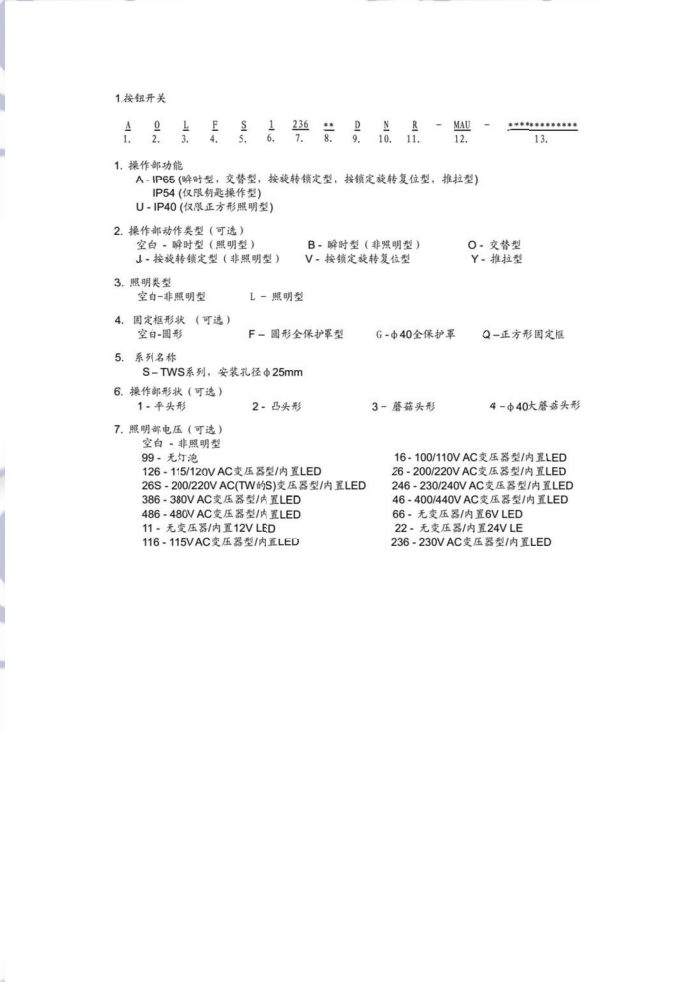 1.按钮开关
A O L F S 1 236 ** D N R - MAU - *************
1. 2. 3. 4. 5. 6. 7. 8. 9. 10. 11. 12. 13.
1. 操作部功能
A - IP65 (瞬时型，交替型，按旋转锁定型，按锁定旋转复位型，推拉型)
IP54 (仅限钥匙操作型)
U - IP40 (仅限正方形照明型)
2. 操作部动作类型（可选）
空白 - 瞬时型（照明型） B - 瞬时型（非照明型） O - 交替型
J - 按旋转锁定型（非照明型） V - 按锁定旋转复位型 Y - 推拉型
3. 照明类型
空白-非照明型 L - 照明型
4. 固定框形状 （可选）
空白-圆形 F – 圆形全保护罩型 G -φ40全保护罩 Q –正方形固定框
5. 系列名称
S – TWS系列，安装孔径φ25mm
6. 操作部形状（可选）
1 - 平头形 2 - 凸头形 3 – 蘑菇头形 4 –φ40大蘑菇头形
7. 照明部电压（可选）
空白 - 非照明型
99 - 无灯泡 16 - 100/110V AC变压器型/内置LED
126 - 115/120V AC变压器型/内置LED 26 - 200/220V AC变压器型/内置LED
26S - 200/220V AC(TW的S)变压器型/内置LED 246 - 230/240V AC变压器型/内置LED
386 - 380V AC变压器型/内置LED 46 - 400/440V AC变压器型/内置LED
486 - 480V AC变压器型/内置LED 66 - 无变压器/内置6V LED
11 - 无变压器/内置12V LED 22 - 无变压器/内置24V LE
116 - 115V AC变压器型/内置LED 236 - 230V AC变压器型/内置LED